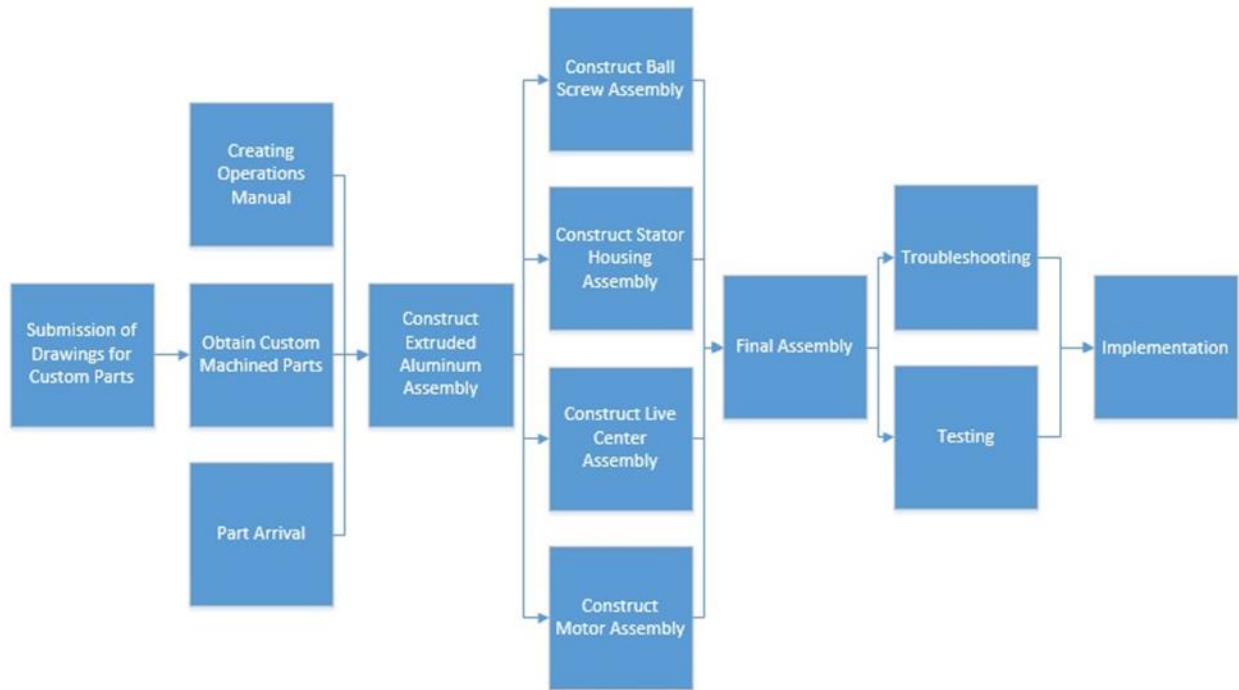 Submission of
Drawings for
Custom Parts
Creating
Operations
Manual
Obtain Custom
Machined Parts
Part Arrival
Construct
Extruded
Aluminum
Assembly
Construct Ball
Screw Assembly
Construct Stator
Housing
Assembly
Construct Live
Center
Assembly
Construct
Motor Assembly
Final Assembly
Troubleshooting
Testing
Implementation